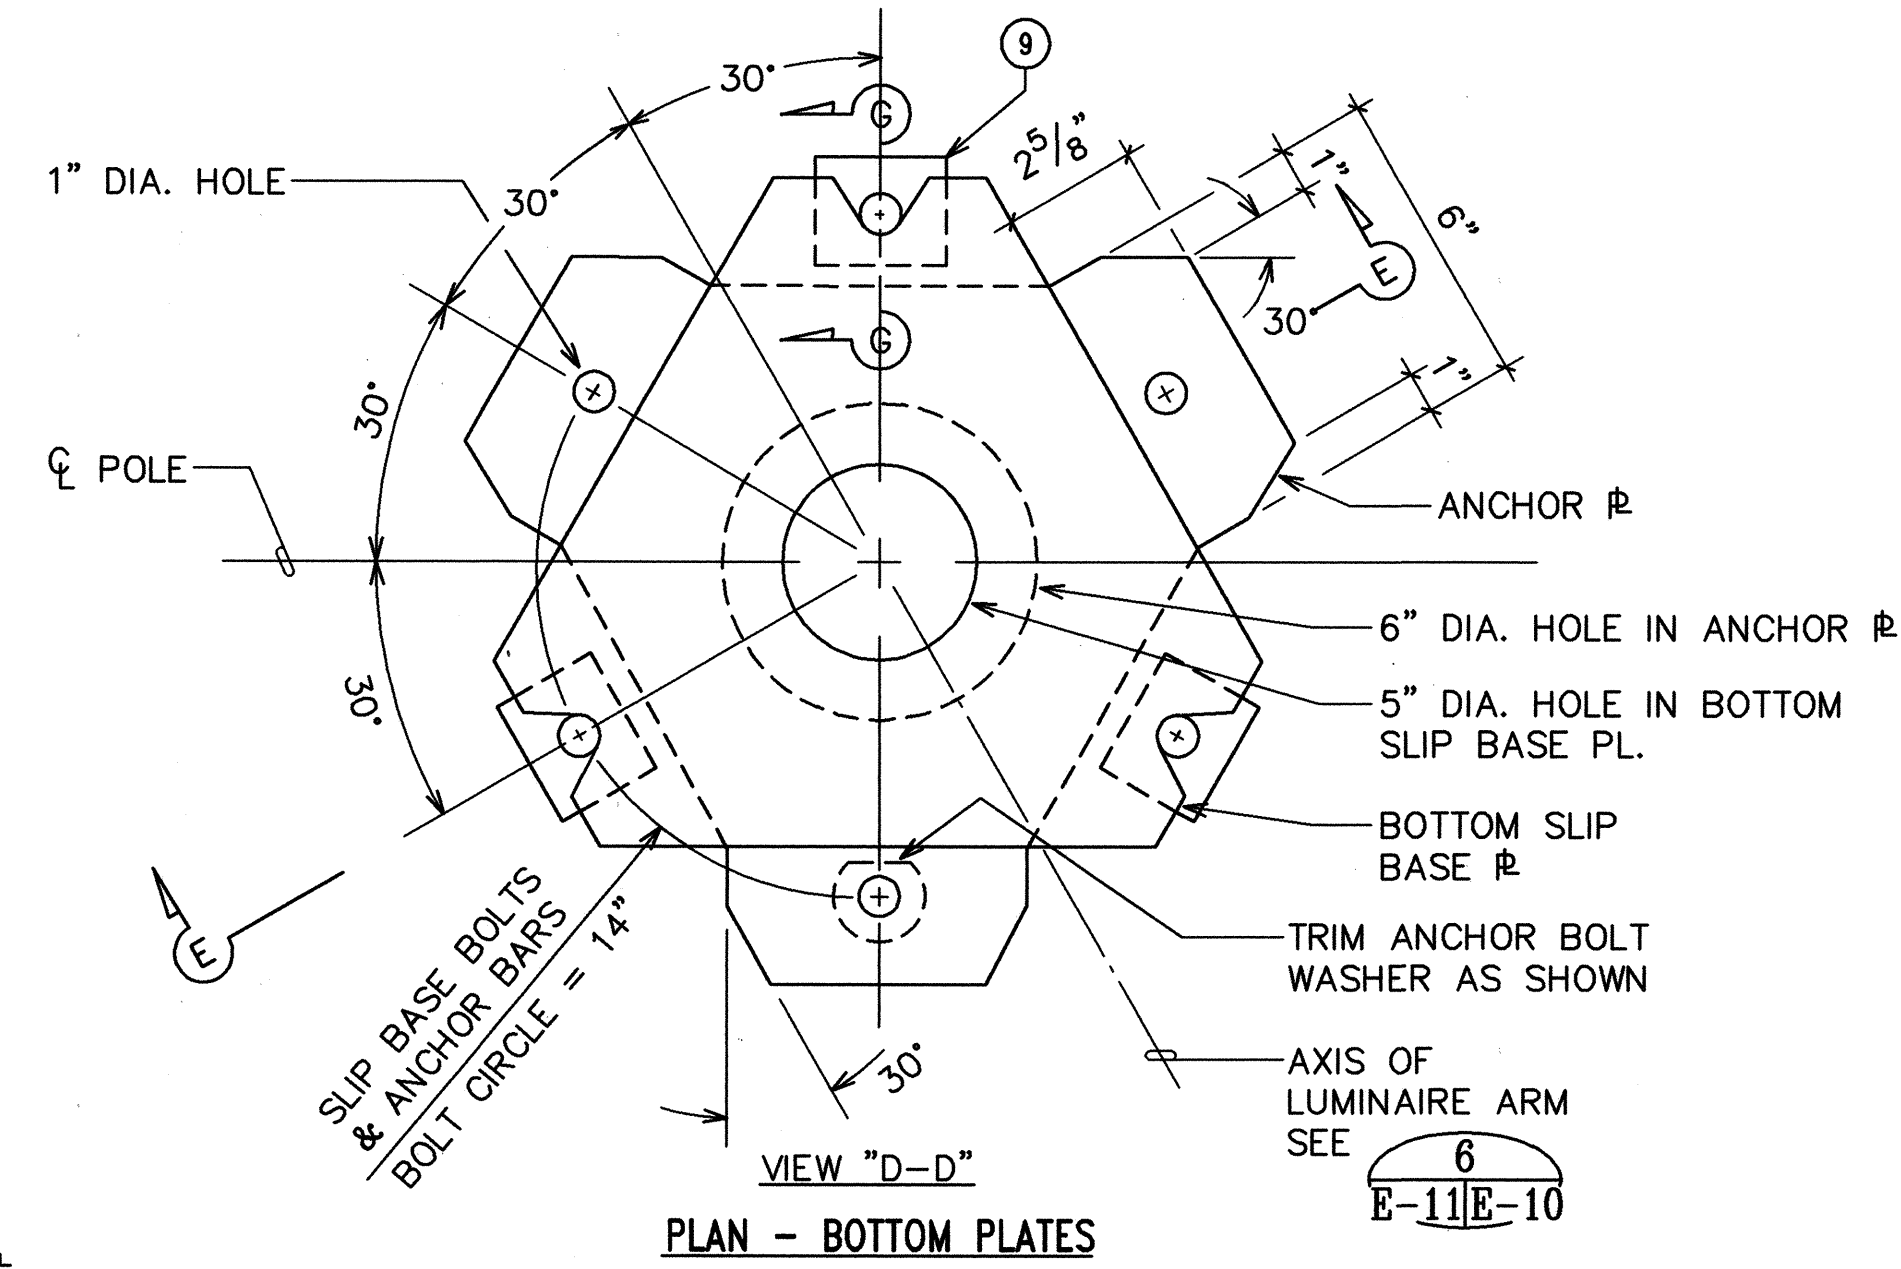 9
30°
G
2 5/8"
1"
6"
1" DIA. HOLE
30°
E
30°
G
1"
30°
℄ POLE
ANCHOR ⅊
6" DIA. HOLE IN ANCHOR ⅊
30°
5" DIA. HOLE IN BOTTOM
SLIP BASE PL.
BOTTOM SLIP
BASE ⅊
E
SLIP BASE BOLTS
& ANCHOR BARS
BOLT CIRCLE = 14"
TRIM ANCHOR BOLT
WASHER AS SHOWN
30°
AXIS OF
LUMINAIRE ARM
SEE
6
E-11 E-10
VIEW "D-D"
PLAN - BOTTOM PLATES